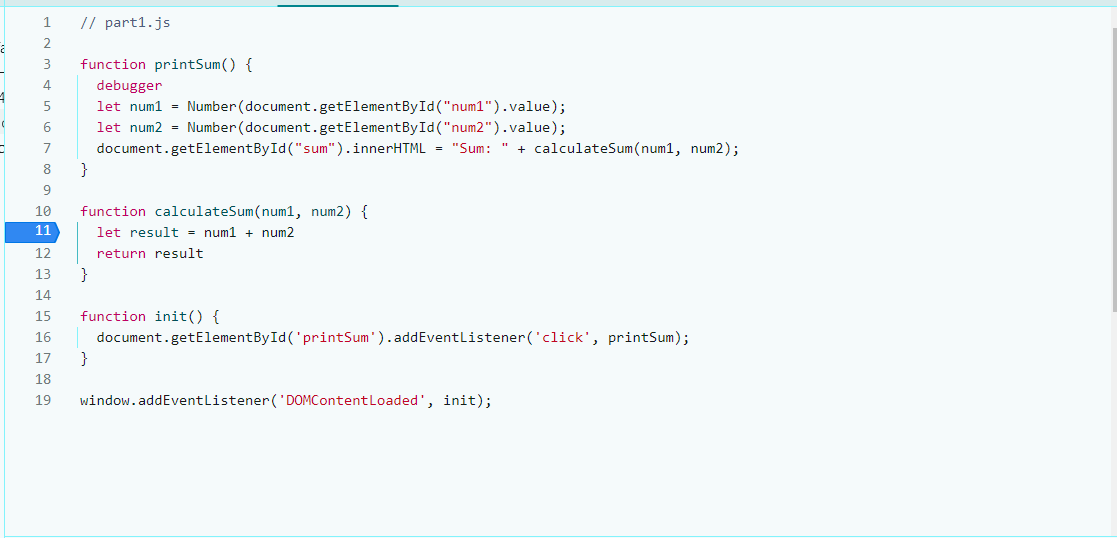 1 // part1.js
2
3 function printSum() {
4 debugger
5 let num1 = Number(document.getElementById("num1").value);
6 let num2 = Number(document.getElementById("num2").value);
7 document.getElementById("sum").innerHTML = "Sum: " + calculateSum(num1, num2);
8 }
9
10 function calculateSum(num1, num2) {
11 let result = num1 + num2
12 return result
13 }
14
15 function init() {
16 document.getElementById('printSum').addEventListener('click', printSum);
17 }
18
19 window.addEventListener('DOMContentLoaded', init);